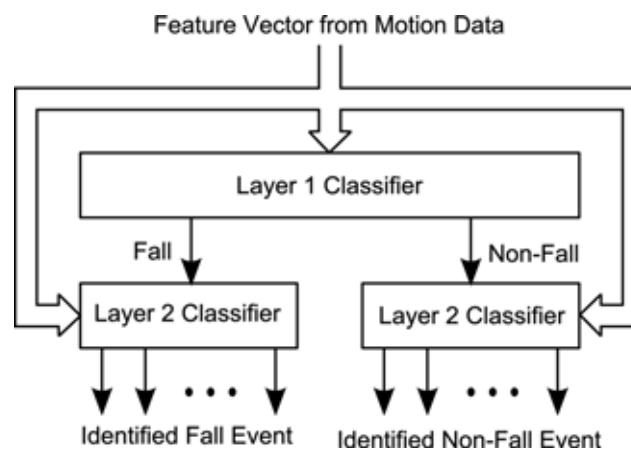 Feature Vector from Motion Data
Layer 1 Classifier
Fall
Non-Fall
Layer 2 Classifier
Layer 2 Classifier
Identified Fall Event
Identified Non-Fall Event